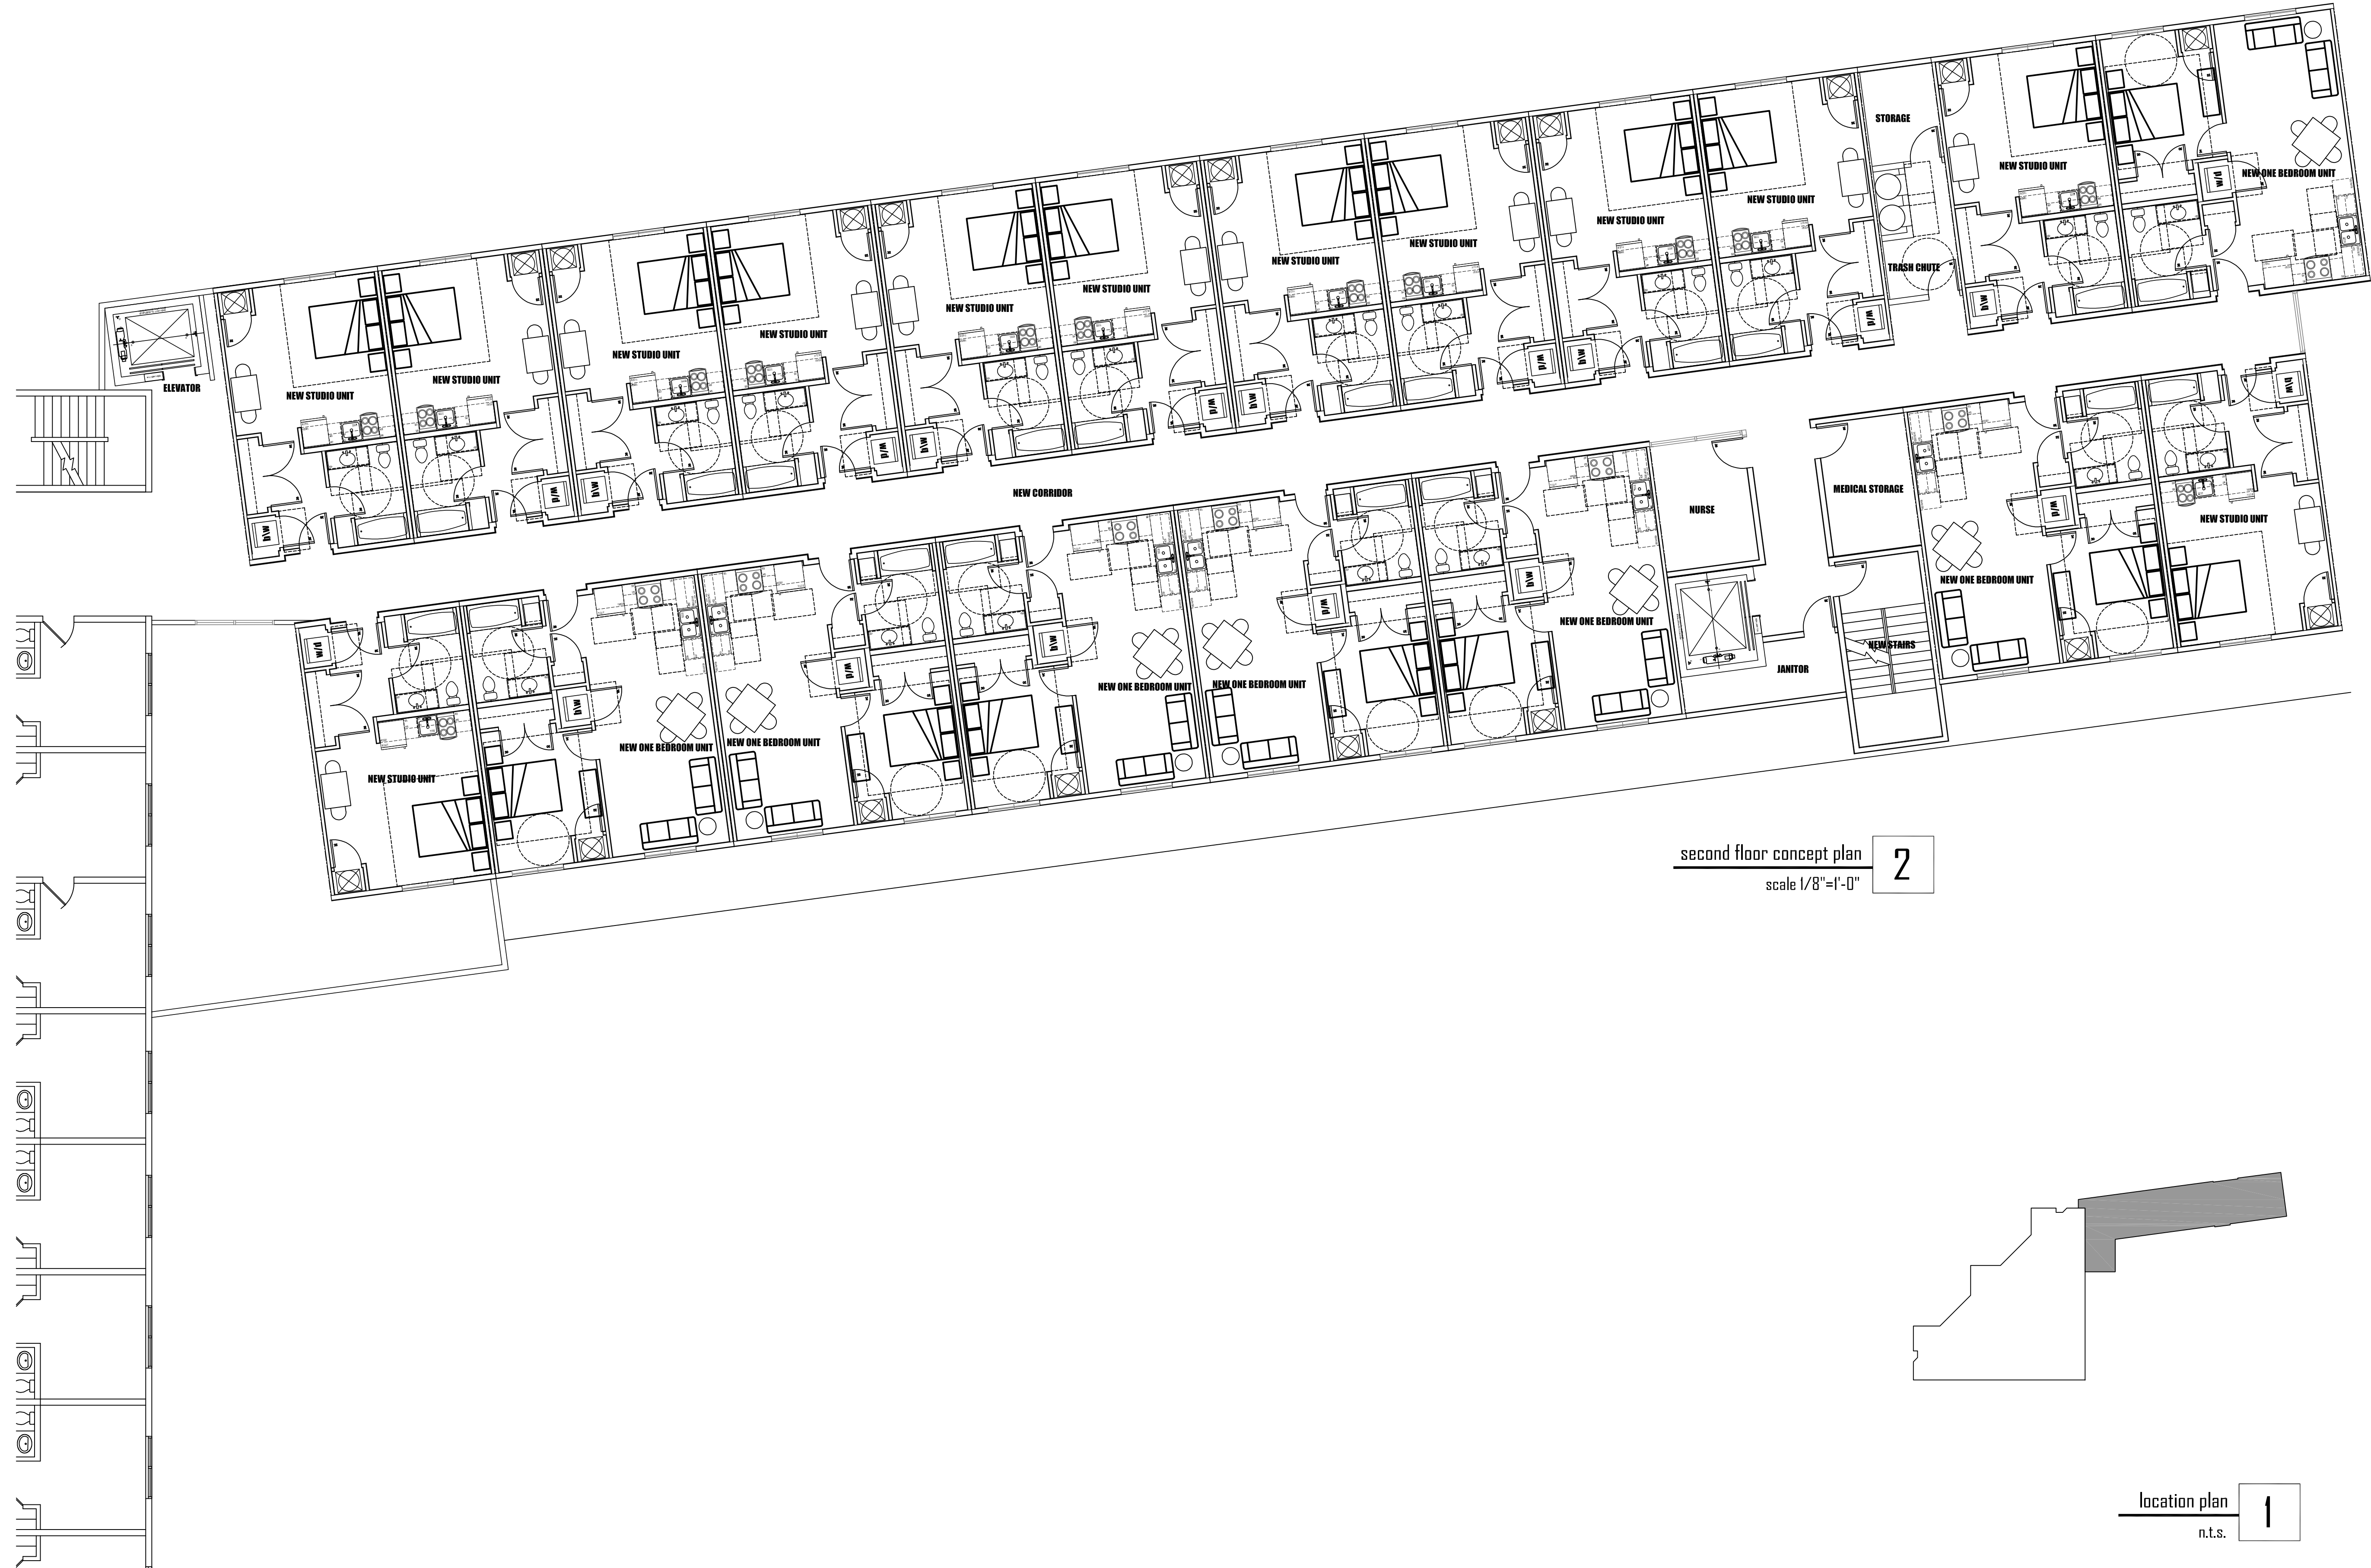 STORAGE
NEW STUDIO UNIT
NEW ONE BEDROOM UNIT
w/d
NEW STUDIO UNIT
NEW STUDIO UNIT
NEW STUDIO UNIT
NEW STUDIO UNIT
TRASH CHUTE
NEW STUDIO UNIT
NEW STUDIO UNIT
NEW STUDIO UNIT
w/d
w/d
NEW STUDIO UNIT
NEW STUDIO UNIT
w/d
w/d
NEW STUDIO UNIT
ELEVATOR
NEW STUDIO UNIT
w/d
w/d
w/d
w/d
w/d
w/d
w/d
w/d
NEW CORRIDOR
NURSE
MEDICAL STORAGE
NEW STUDIO UNIT
w/d
w/d
w/d
w/d
NEW ONE BEDROOM UNIT
NEW ONE BEDROOM UNIT
w/d
w/d
w/d
w/d
NEW STAIRS
JANITOR
NEW ONE BEDROOM UNIT
NEW ONE BEDROOM UNIT
NEW ONE BEDROOM UNIT
NEW ONE BEDROOM UNIT
NEW STUDIO UNIT
second floor concept plan
2
scale 1/8"=1'-0"
location plan
1
n.t.s.